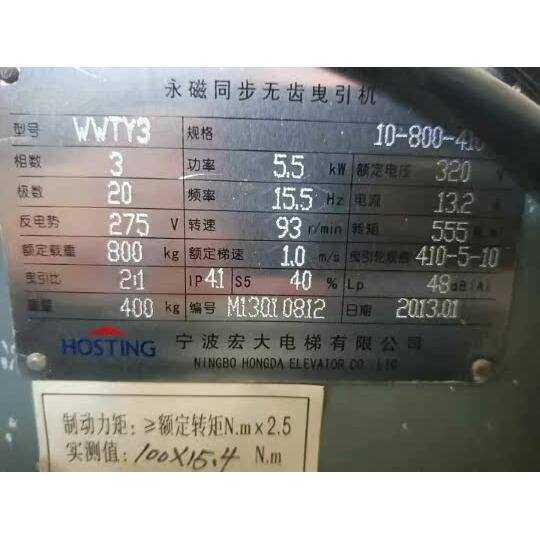 永磁同步无齿曳引机
型号 WWTY3 规格 10-800-410
相数 3 功率 5.5 kW 额定电压 320 V
极数 20 频率 15.5 Hz 电流 13.2 A
反电势 275 V 转速 93 r/min 转矩 555 N.m
额定载重 800 kg 额定梯速 1.0 m/s 曳引轮规格 410-5-10
曳引比 2:1 IP 41 S5 40 % Lp 48 dB(A)
重量 400 kg 编号 M13010812 日期 2013.01
HOSTING 宁波宏大电梯有限公司
NINGBO HONGDA ELEVATOR CO.,LTD
制动力矩：≥额定转矩N.m×2.5
实测值：100X15.4 N.m